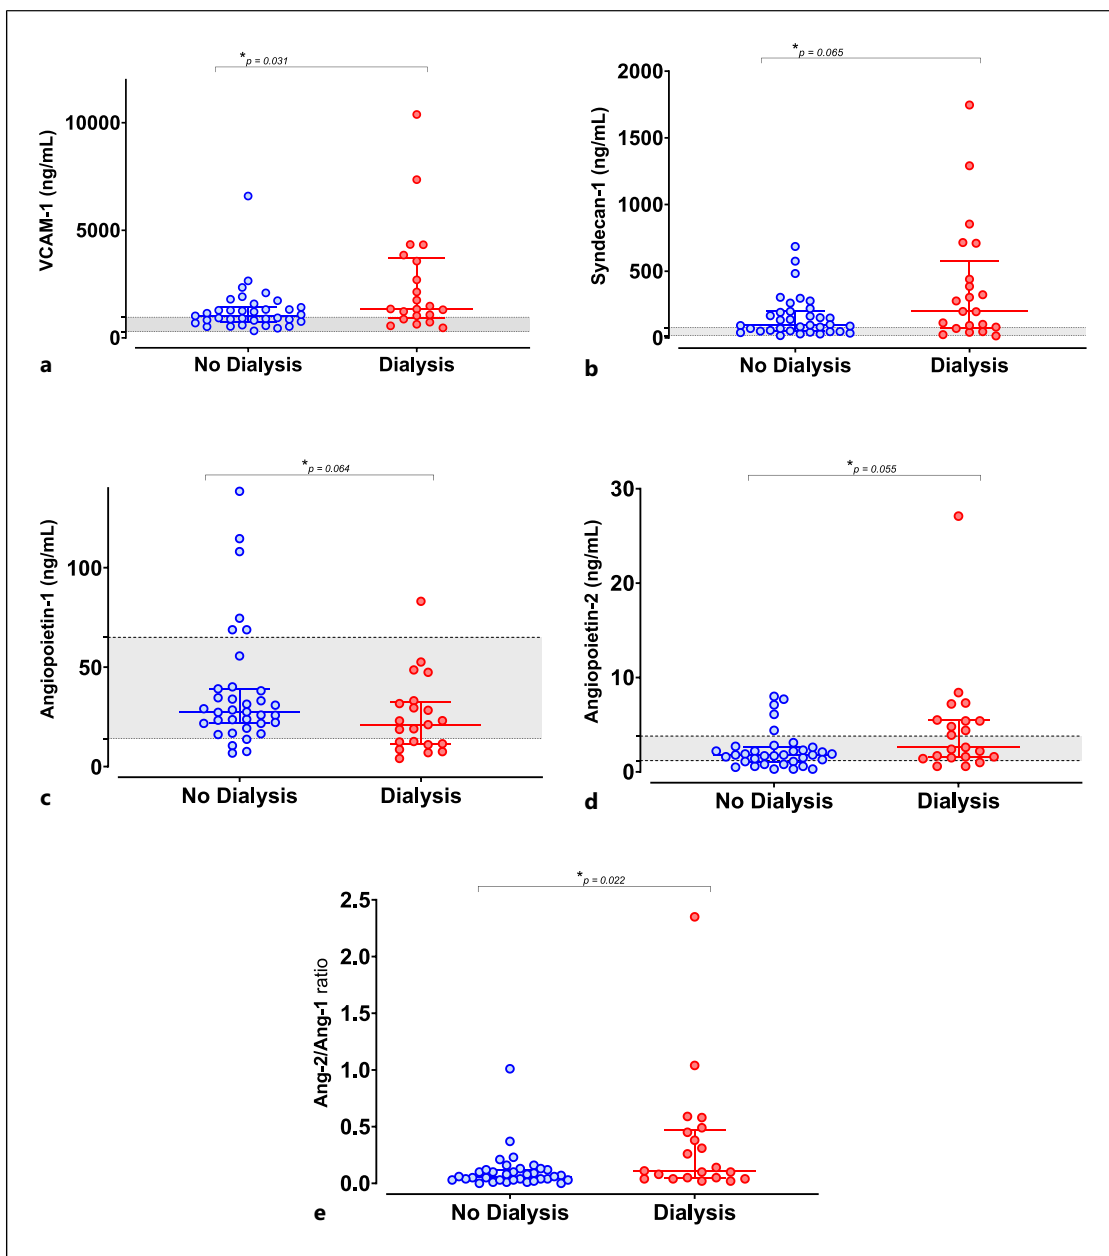 * p = 0.031
VCAM-1 (ng/mL)
10000
5000
0
No Dialysis
Dialysis
a
* p = 0.065
Syndecan-1 (ng/mL)
2000
1500
1000
500
0
No Dialysis
Dialysis
b
* p = 0.064
Angiopoietin-1 (ng/mL)
100
50
0
No Dialysis
Dialysis
c
* p = 0.055
Angiopoietin-2 (ng/mL)
30
20
10
0
No Dialysis
Dialysis
d
* p = 0.022
Ang-2/Ang-1 ratio
2.5
2.0
1.5
1.0
0.5
0.0
No Dialysis
Dialysis
e